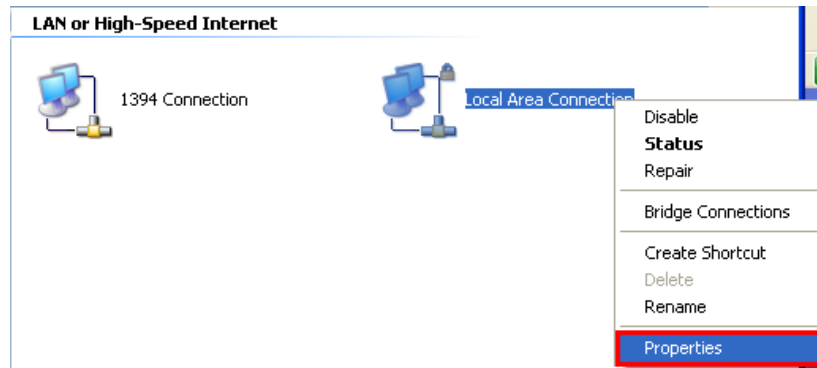 LAN or High-Speed Internet
1394 Connection
Local Area Connection
Disable
Status
Repair
Bridge Connections
Create Shortcut
Delete
Rename
Properties